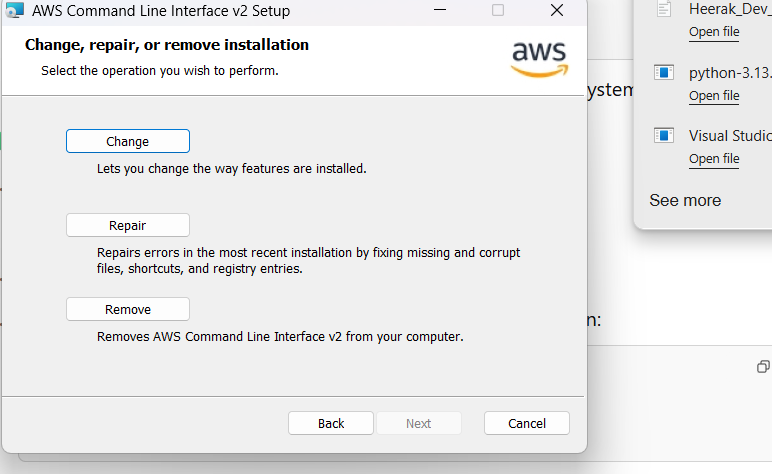 AWS Command Line Interface v2 Setup
Change, repair, or remove installation
Select the operation you wish to perform.
aws
Change
Lets you change the way features are installed.
Repair
Repairs errors in the most recent installation by fixing missing and corrupt
files, shortcuts, and registry entries.
Remove
Removes AWS Command Line Interface v2 from your computer.
Back
Next
Cancel
Heerak_Dev_
Open file
python-3.13.
Open file
Visual Studio
Open file
See more
ystem
n: